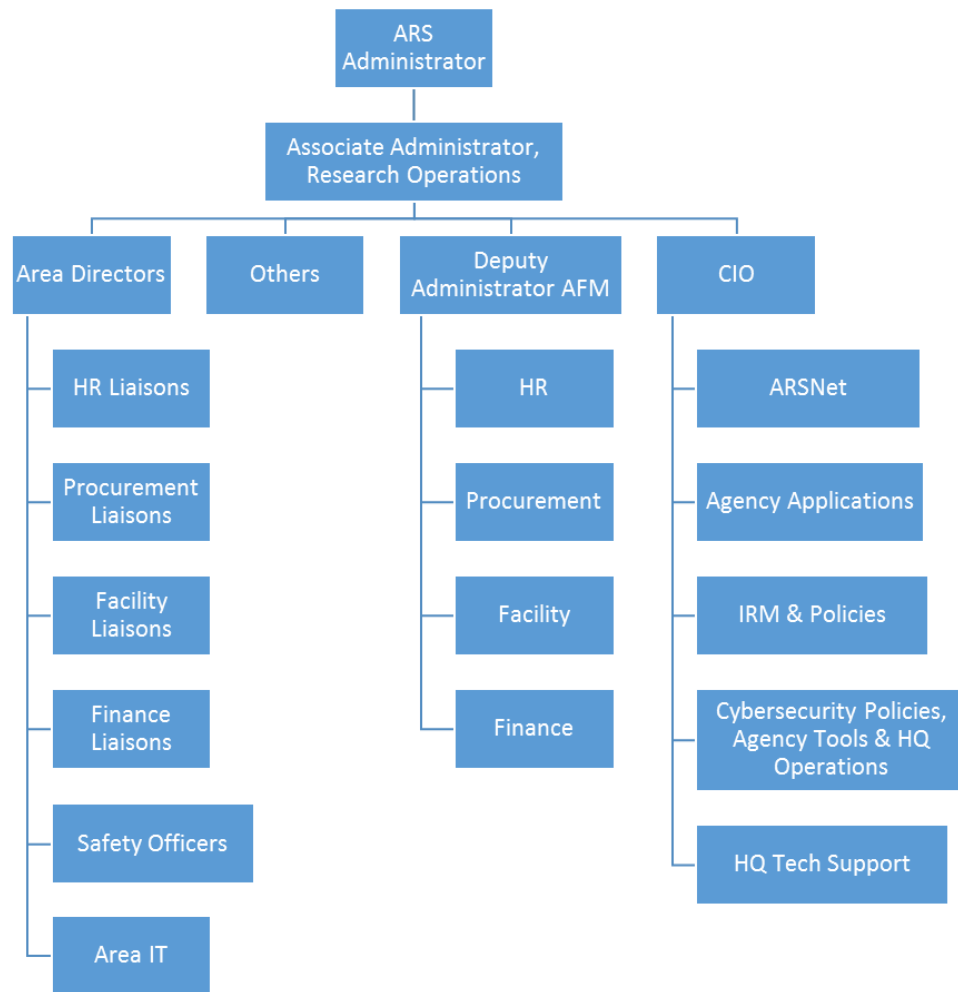 ARS
Administrator
Associate Administrator,
Research Operations
Area Directors
Others
Deputy
Administrator AFM
CIO
HR Liaisons
Procurement
Liaisons
Facility
Liaisons
Finance
Liaisons
Safety Officers
Area IT
HR
Procurement
Facility
Finance
ARSNet
Agency Applications
IRM & Policies
Cybersecurity Policies,
Agency Tools & HQ
Operations
HQ Tech Support